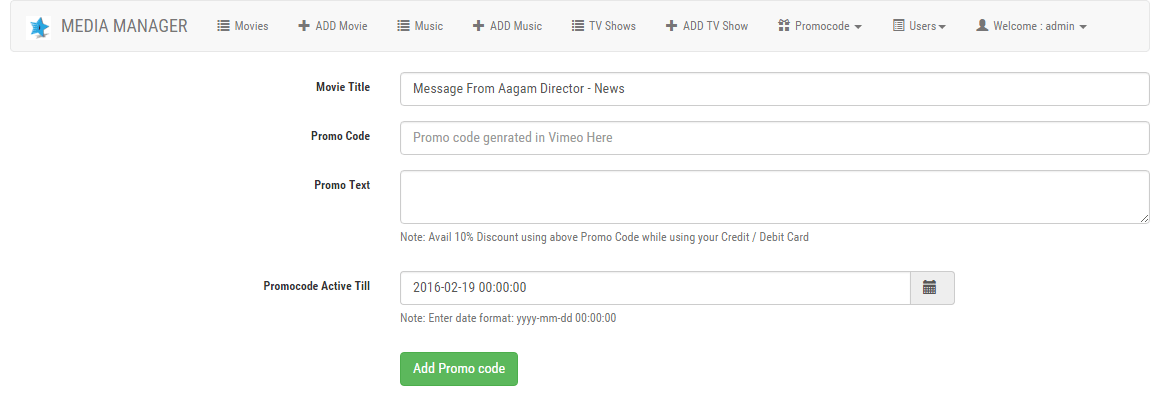 MEDIA MANAGER Movies ADD Movie Music ADD Music TV Shows ADD TV Show Promocode Users Welcome : admin
Movie Title Message From Aagam Director - News
Promo Code Promo code genrated in Vimeo Here
Promo Text
Note: Avail 10% Discount using above Promo Code while using your Credit / Debit Card
Promocode Active Till 2016-02-19 00:00:00
Note: Enter date format: yyyy-mm-dd 00:00:00
Add Promo code